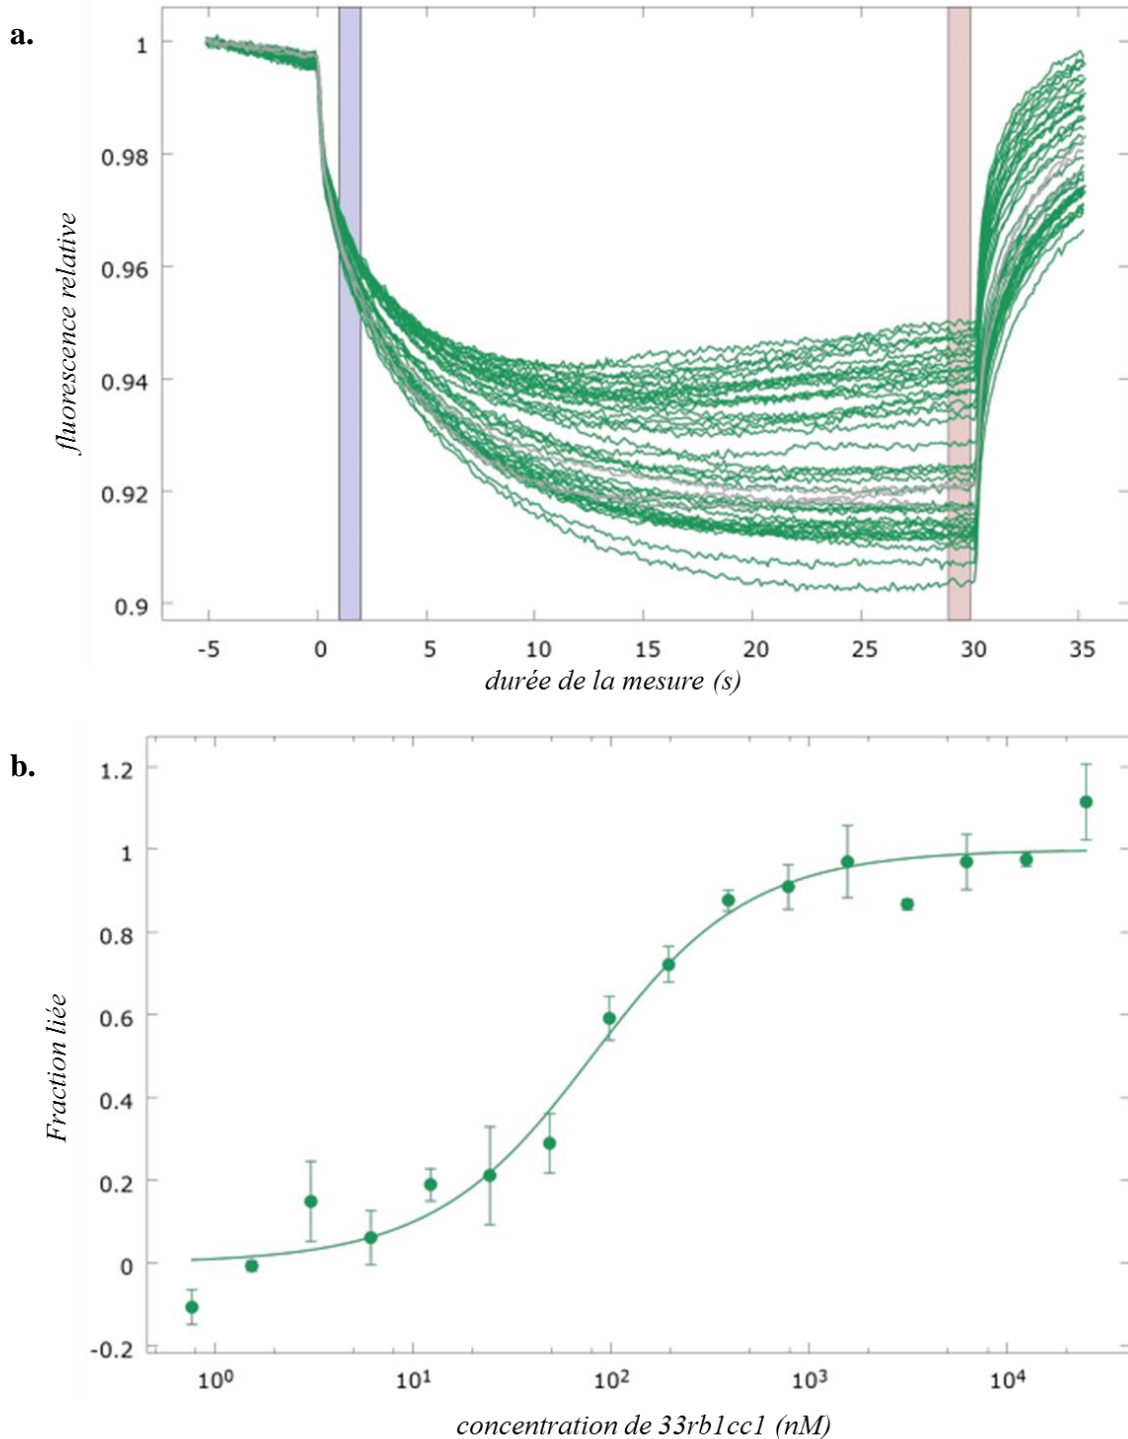 a.
1
0.98
0.96
0.94
0.92
0.9
fluorescence relative
-5 0 5 10 15 20 25 30 35
durée de la mesure (s)
b.
1.2
1
0.8
0.6
0.4
0.2
0
-0.2
Fraction liée
10⁰ 10¹ 10² 10³ 10⁴
concentration de 33rb1cc1 (nM)